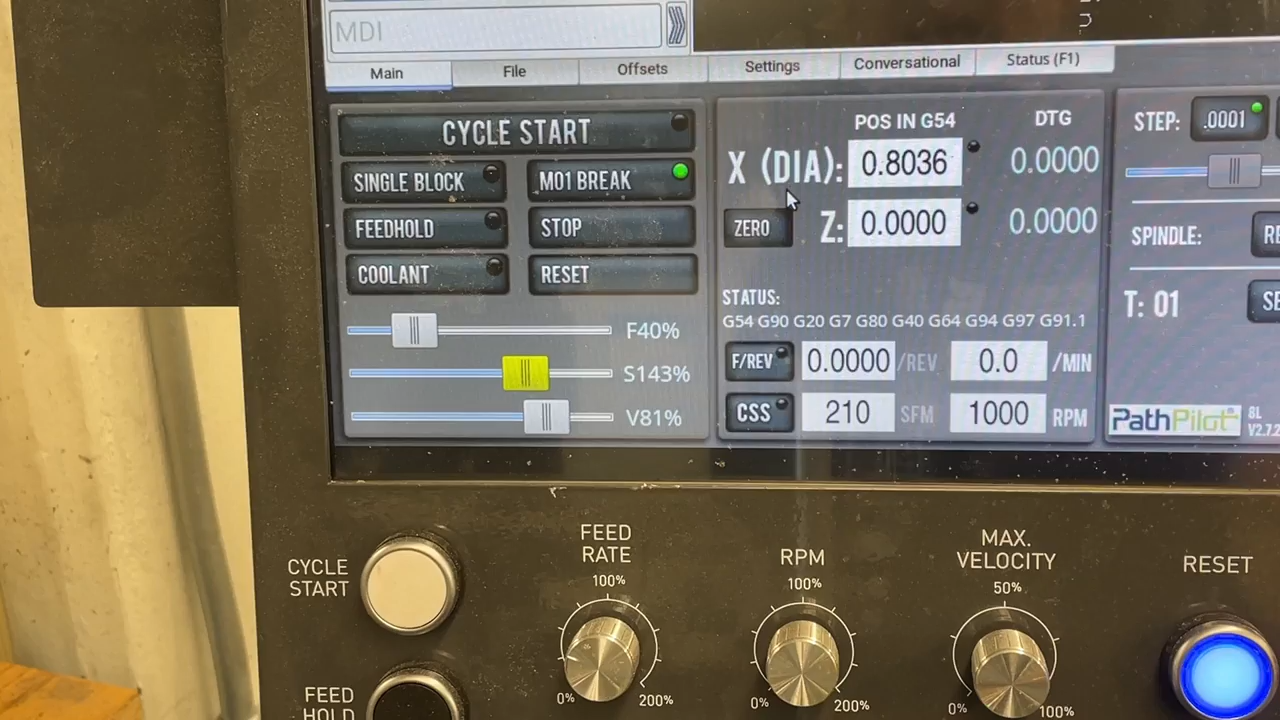 MDI
Main File Offsets Settings Conversational Status (F1)
CYCLE START
SINGLE BLOCK M01 BREAK
FEEDHOLD STOP
COOLANT RESET
F40%
S143%
V81%
POS IN G54 DTG
X (DIA): 0.8036 0.0000
ZERO Z: 0.0000 0.0000
STATUS:
G54 G90 G20 G7 G80 G40 G64 G94 G97 G91.1
F/REV 0.0000 /REV 0.0 /MIN
CSS 210 SFM 1000 RPM
STEP: .0001
SPINDLE:
T: 01
PathPilot
8L
V2.7.2
CYCLE
START
FEED
RATE
100%
0% 200%
RPM
100%
0% 200%
MAX.
VELOCITY
50%
0% 100%
RESET
FEED
HOLD